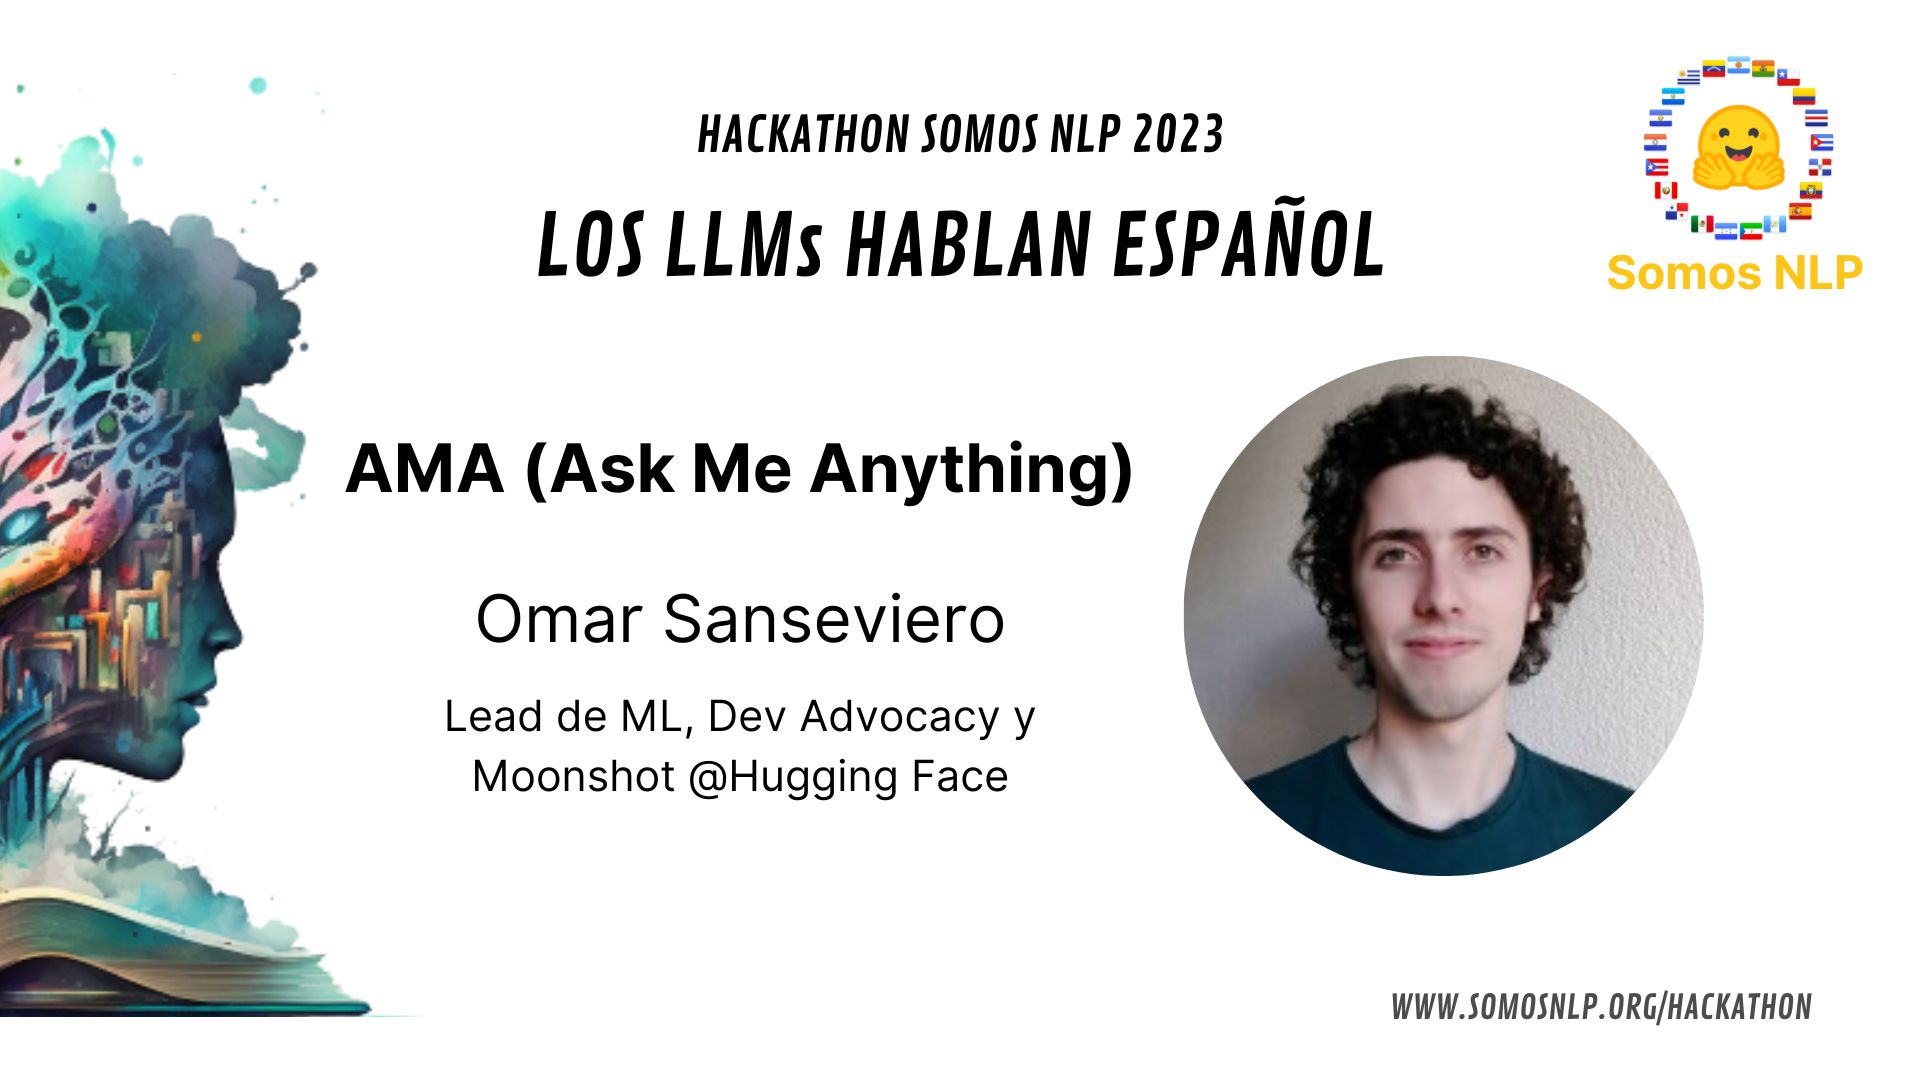 HACKATHON SOMOS NLP 2023
LOS LLMs HABLAN ESPAÑOL
Somos NLP
AMA (Ask Me Anything)
Omar Sanseviero
Lead de ML, Dev Advocacy y
Moonshot @Hugging Face
WWW.SOMOSNLP.ORG/HACKATHON